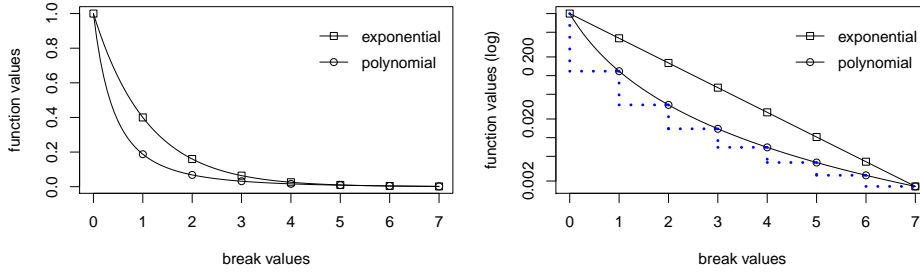 function values
1.0
0.8
0.6
0.4
0.2
0.0
exponential
polynomial
0 1 2 3 4 5 6 7
break values
function values (log)
0.200
0.020
0.002
exponential
polynomial
0 1 2 3 4 5 6 7
break values